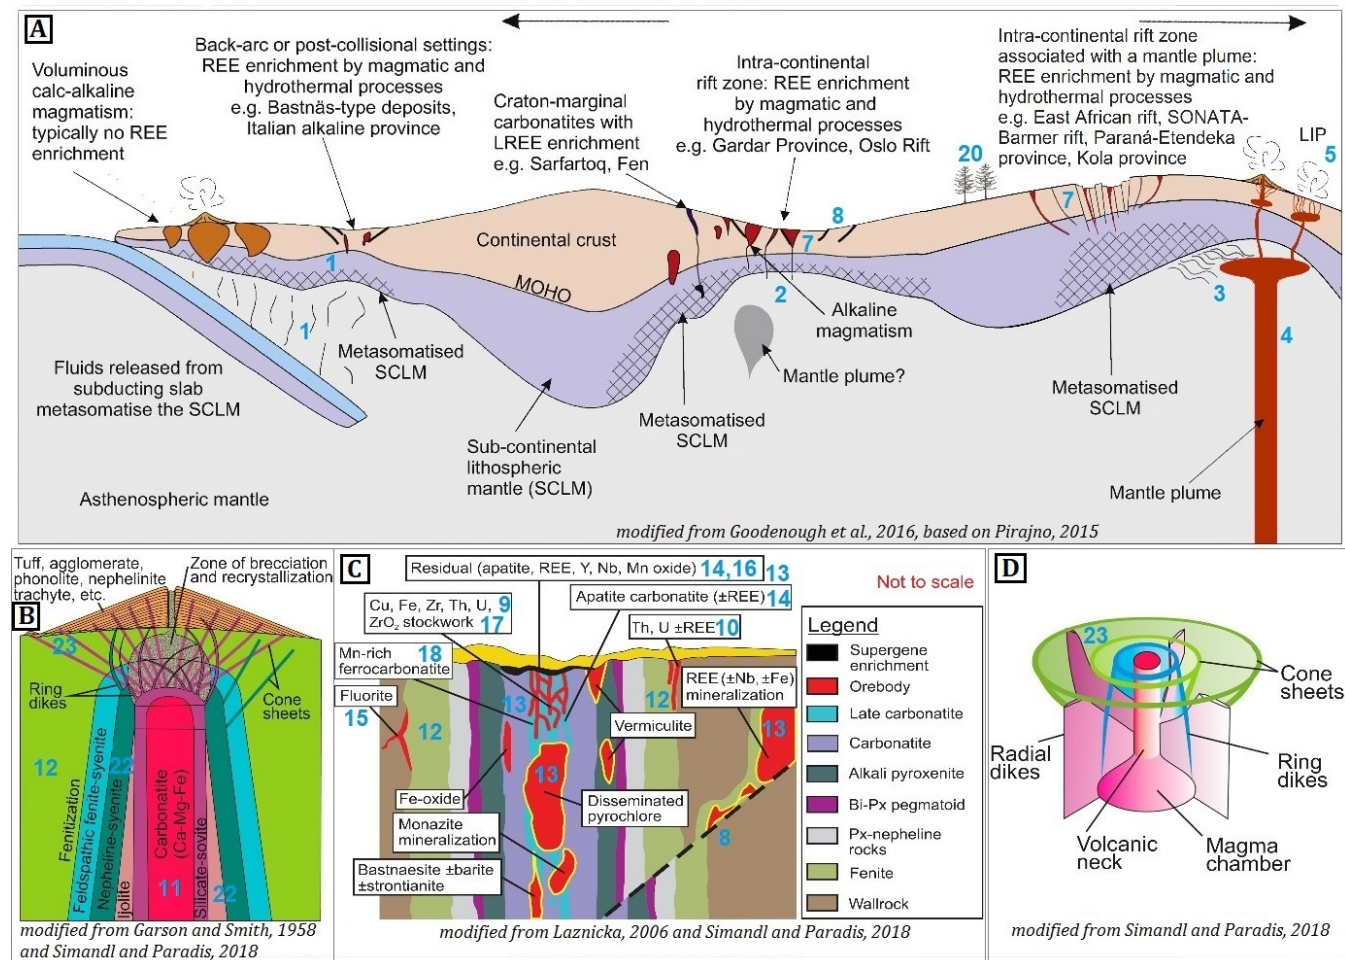 A
Voluminous
calc-alkaline
magmatism:
typically no REE
enrichment
Back-arc or post-collisional settings:
REE enrichment by magmatic and
hydrothermal processes
e.g. Bastnäs-type deposits,
Italian alkaline province
Craton-marginal
carbonatites with
LREE enrichment
e.g. Sarfartoq, Fen
Intra-continental
rift zone: REE enrichment
by magmatic and
hydrothermal processes
e.g. Gardar Province, Oslo Rift
Intra-continental rift zone
associated with a mantle plume:
REE enrichment by magmatic and
hydrothermal processes
e.g. East African rift, SONATA-
Barmer rift, Paraná-Etendeka
province, Kola province
LIP
5
20
7
8
7
1
Continental crust
MOHO
2
3
4
1
Alkaline
magmatism
Metasomatised
SCLM
Fluids released from
subducting slab
metasomatise the SCLM
Mantle plume?
Metasomatised
SCLM
Metasomatised
SCLM
Sub-continental
lithospheric
mantle (SCLM)
Asthenospheric mantle
Mantle plume
modified from Goodenough et al., 2016, based on Pirajno, 2015
B
Tuff, agglomerate,
phonolite, nephelinite
trachyte, etc.
Zone of brecciation
and recrystallization
23
Ring
dikes
Cone
sheets
12
22
Fenitization
Feldspathic fenite-syenite
Nepheline-syenite
Ijolite
Carbonatite
(Ca-Mg-Fe)
11
Silicate-sovite
22
modified from Garson and Smith, 1958
and Simandl and Paradis, 2018
C
Residual (apatite, REE, Y, Nb, Mn oxide) 14,16
13
Not to scale
Cu, Fe, Zr, Th, U, 9
ZrO₂ stockwork 17
Apatite carbonatite (±REE) 14
Th, U ±REE 10
Mn-rich 18
ferrocarbonatite
Fluorite
15
REE (±Nb, ±Fe)
mineralization
12
13
12
13
Vermiculite
13
Fe-oxide
Disseminated
pyrochlore
Monazite
mineralization
8
Bastnaesite ±barite
±strontianite
Legend
Supergene
enrichment
Orebody
Late carbonatite
Carbonatite
Alkali pyroxenite
Bi-Px pegmatoid
Px-nepheline
rocks
Fenite
Wallrock
modified from Laznicka, 2006 and Simandl and Paradis, 2018
D
23
Cone
sheets
Radial
dikes
Ring
dikes
Volcanic
neck
Magma
chamber
modified from Simandl and Paradis, 2018